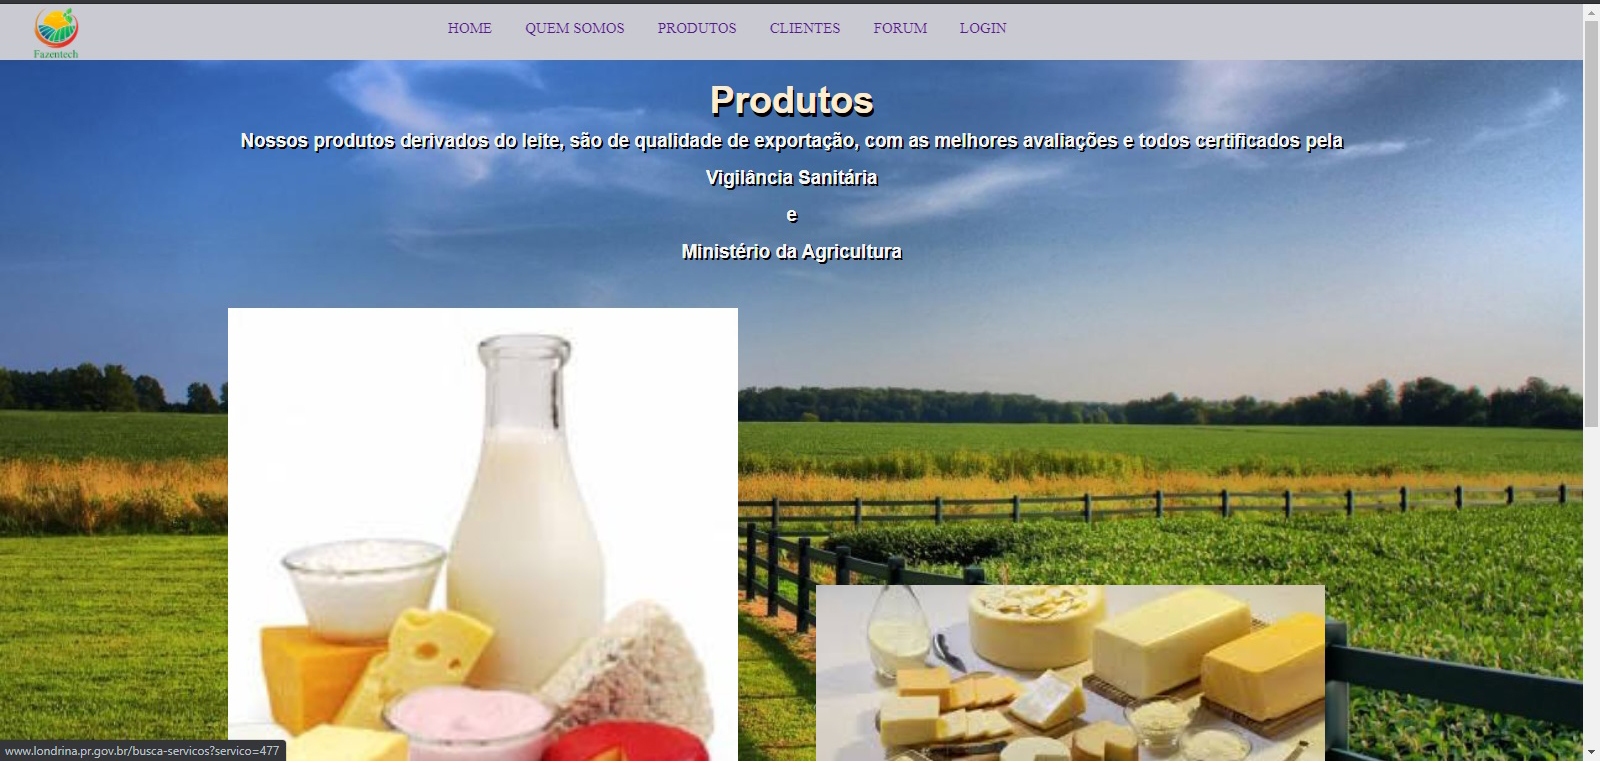 Fazentech
HOME QUEM SOMOS PRODUTOS CLIENTES FORUM LOGIN
Produtos
Nossos produtos derivados do leite, são de qualidade de exportação, com as melhores avaliações e todos certificados pela
Vigilância Sanitária
e
Ministério da Agricultura
www.londrina.pr.gov.br/busca-servicos?servico=477